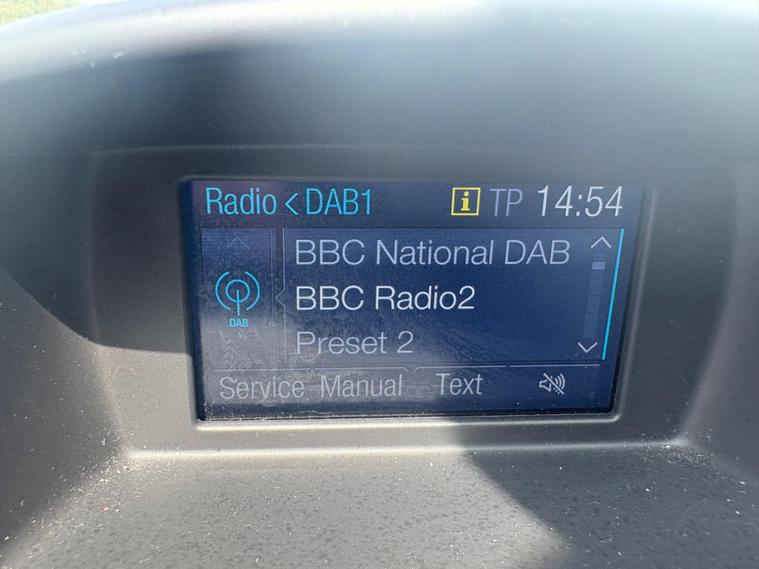 Radio < DAB1 i TP 14:54
BBC National DAB
BBC Radio2
DAB
Preset 2
Service Manual Text